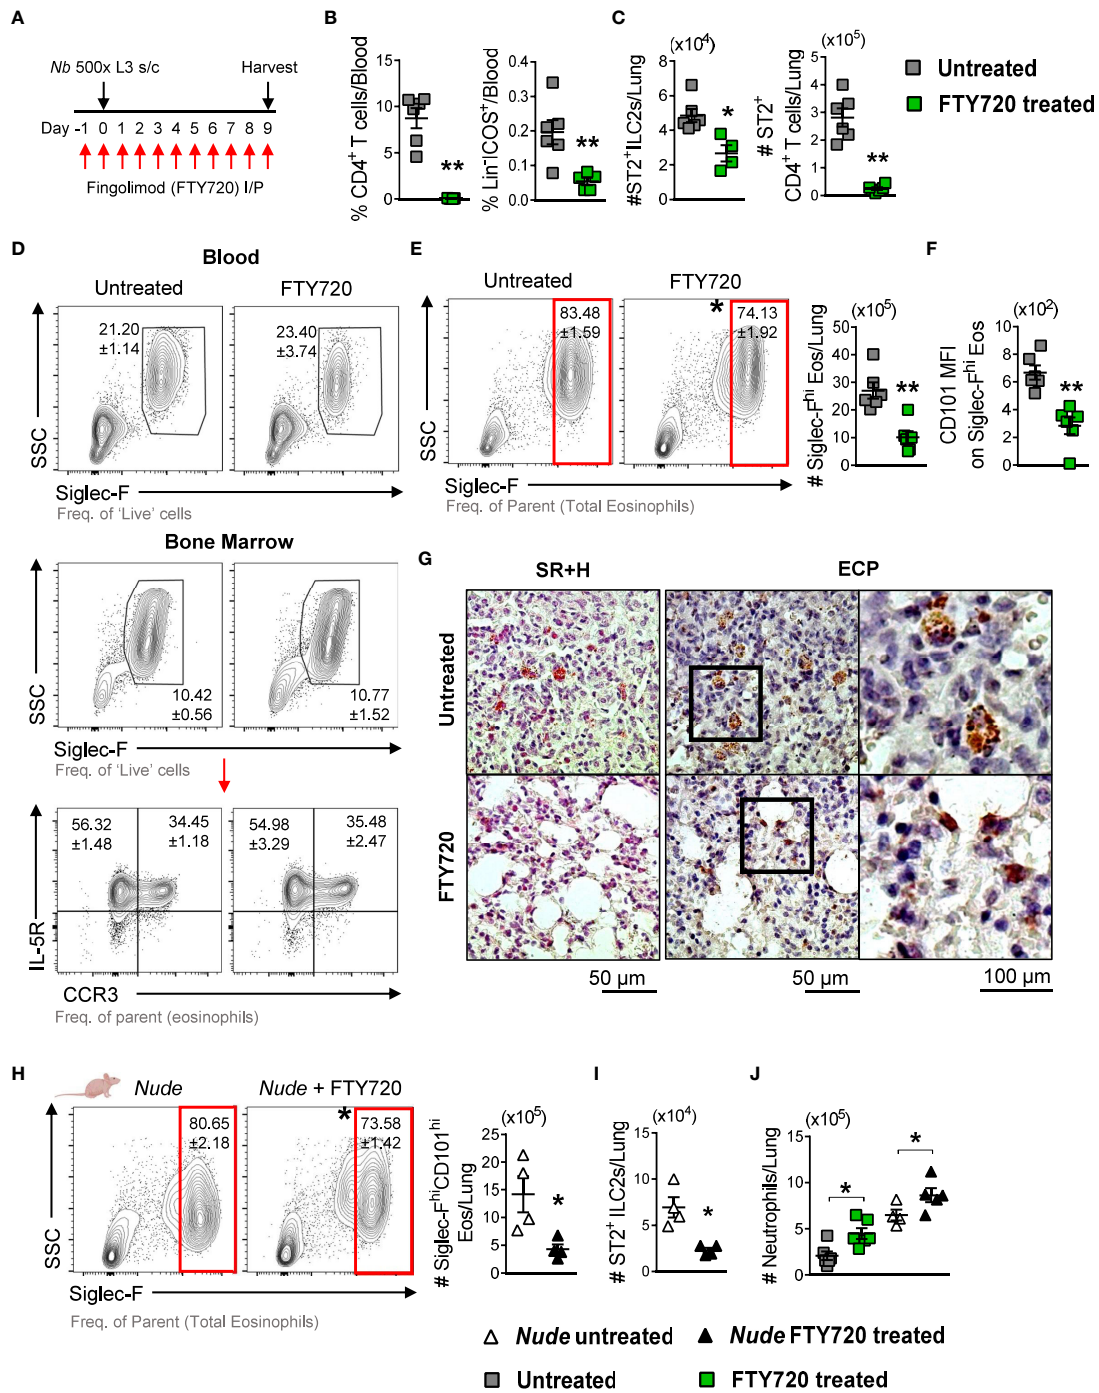 A
Nb 500x L3 s/c
Harvest
Day -1 0 1 2 3 4 5 6 7 8 9
Fingolimod (FTY720) I/P
B
% CD4+ T cells/Blood
15
10
5
0
**
% Lin-ICOS+/Blood
0.4
0.3
0.2
0.1
0.0
**
C
(x10⁴)
#ST2+ILC2s/Lung
8
6
4
2
0
*
(x10⁵)
# ST2+
CD4+ T cells/Lung
5
4
3
2
1
0
**
Untreated
FTY720 treated
D
Blood
Untreated
FTY720
21.20
±1.14
23.40
±3.74
SSC
Siglec-F
Freq. of ‘Live’ cells
Bone Marrow
10.42
±0.56
10.77
±1.52
SSC
Siglec-F
Freq. of ‘Live’ cells
56.32
±1.48
34.45
±1.18
54.98
±3.29
35.48
±2.47
IL-5R
CCR3
Freq. of parent (eosinophils)
E
Untreated
FTY720
83.48
±1.59
*
74.13
±1.92
SSC
Siglec-F
Freq. of Parent (Total Eosinophils)
(x10⁵)
# Siglec-Fhi Eos/Lung
50
40
30
20
10
0
**
F
(x10²)
CD101 MFI
on Siglec-Fhi Eos
10
8
6
4
2
0
**
G
SR+H
ECP
Untreated
FTY720
50 µm
50 µm
100 µm
H
Nude
Nude + FTY720
80.65
±2.18
*
73.58
±1.42
SSC
Siglec-F
Freq. of Parent (Total Eosinophils)
(x10⁵)
# Siglec-FhiCD101hi
Eos/Lung
25
20
15
10
5
0
*
I
(x10⁴)
# ST2+ ILC2s/Lung
15
10
5
0
*
J
(x10⁵)
# Neutrophils/Lung
15
10
5
0
*
*
Nude untreated
Nude FTY720 treated
Untreated
FTY720 treated